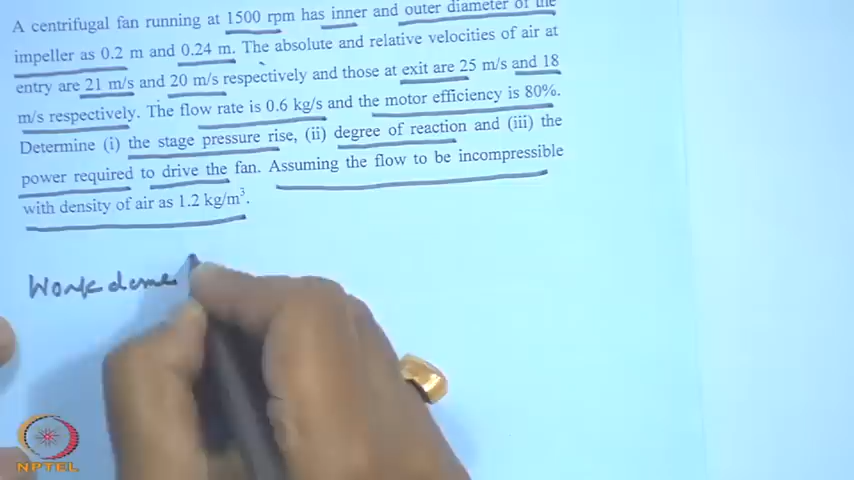 A centrifugal fan running at 1500 rpm has inner and outer diameter of the
impeller as 0.2 m and 0.24 m. The absolute and relative velocities of air at
entry are 21 m/s and 20 m/s respectively and those at exit are 25 m/s and 18
m/s respectively. The flow rate is 0.6 kg/s and the motor efficiency is 80%.
Determine (i) the stage pressure rise, (ii) degree of reaction and (iii) the
power required to drive the fan. Assuming the flow to be incompressible
with density of air as 1.2 kg/m³.
Work done
NPTEL